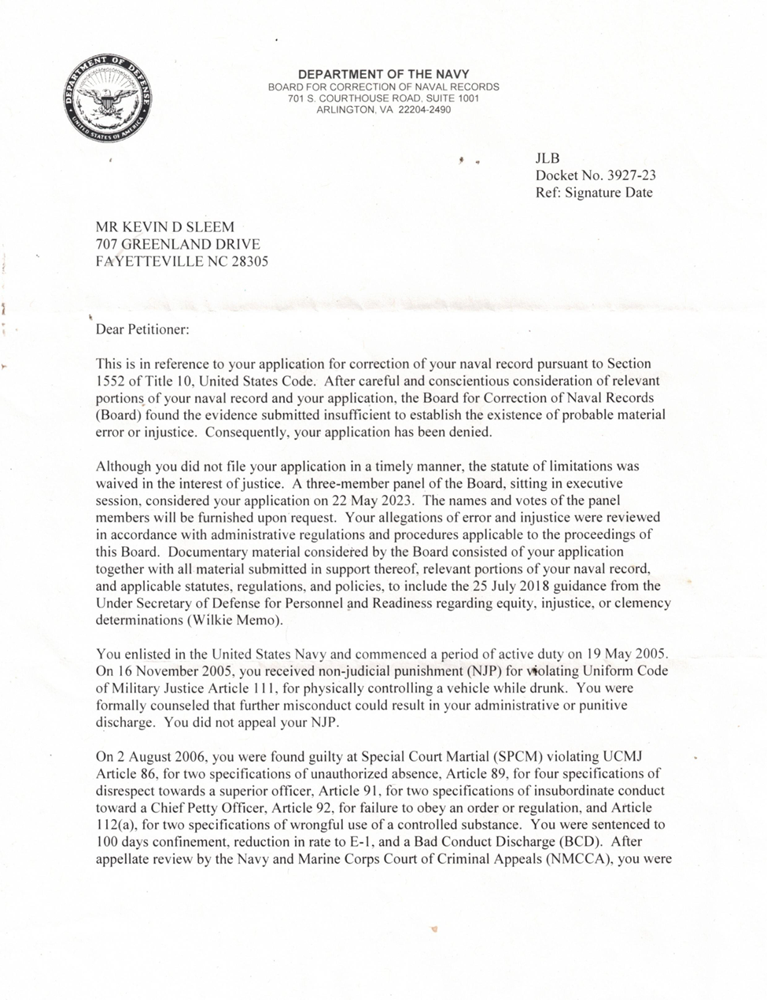 DEPARTMENT OF DEFENSE
UNITED STATES OF AMERICA
DEPARTMENT OF THE NAVY
BOARD FOR CORRECTION OF NAVAL RECORDS
701 S. COURTHOUSE ROAD, SUITE 1001
ARLINGTON, VA 22204-2490
JLB
Docket No. 3927-23
Ref: Signature Date
MR KEVIN D SLEEM
707 GREENLAND DRIVE
FAYETTEVILLE NC 28305
Dear Petitioner:
This is in reference to your application for correction of your naval record pursuant to Section
1552 of Title 10, United States Code. After careful and conscientious consideration of relevant
portions of your naval record and your application, the Board for Correction of Naval Records
(Board) found the evidence submitted insufficient to establish the existence of probable material
error or injustice. Consequently, your application has been denied.
Although you did not file your application in a timely manner, the statute of limitations was
waived in the interest of justice. A three-member panel of the Board, sitting in executive
session, considered your application on 22 May 2023. The names and votes of the panel
members will be furnished upon request. Your allegations of error and injustice were reviewed
in accordance with administrative regulations and procedures applicable to the proceedings of
this Board. Documentary material considered by the Board consisted of your application
together with all material submitted in support thereof, relevant portions of your naval record,
and applicable statutes, regulations, and policies, to include the 25 July 2018 guidance from the
Under Secretary of Defense for Personnel and Readiness regarding equity, injustice, or clemency
determinations (Wilkie Memo).
You enlisted in the United States Navy and commenced a period of active duty on 19 May 2005.
On 16 November 2005, you received non-judicial punishment (NJP) for violating Uniform Code
of Military Justice Article 111, for physically controlling a vehicle while drunk. You were
formally counseled that further misconduct could result in your administrative or punitive
discharge. You did not appeal your NJP.
On 2 August 2006, you were found guilty at Special Court Martial (SPCM) violating UCMJ
Article 86, for two specifications of unauthorized absence, Article 89, for four specifications of
disrespect towards a superior officer, Article 91, for two specifications of insubordinate conduct
toward a Chief Petty Officer, Article 92, for failure to obey an order or regulation, and Article
112(a), for two specifications of wrongful use of a controlled substance. You were sentenced to
100 days confinement, reduction in rate to E-1, and a Bad Conduct Discharge (BCD). After
appellate review by the Navy and Marine Corps Court of Criminal Appeals (NMCCA), you were